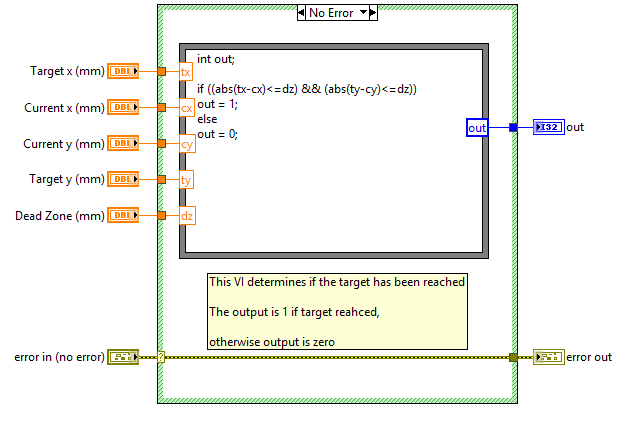 No Error
int out;
if ((abs(tx-cx)<=dz) && (abs(ty-cy)<=dz))
out = 1;
else
out = 0;
Target x (mm)
DBL
tx
Current x (mm)
DBL
cx
Current y (mm)
DBL
cy
Target y (mm)
DBL
ty
Dead Zone (mm)
DBL
dz
out
I32
out
This VI determines if the target has been reached
The output is 1 if target reahced,
otherwise output is zero
error in (no error)
?
error out